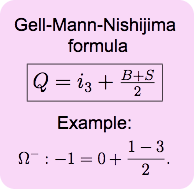 Gell-Mann-Nishijima
formula
Q = i₃ + (B+S)/2
Example:
Ω⁻ : −1 = 0 + (1 − 3)/2.